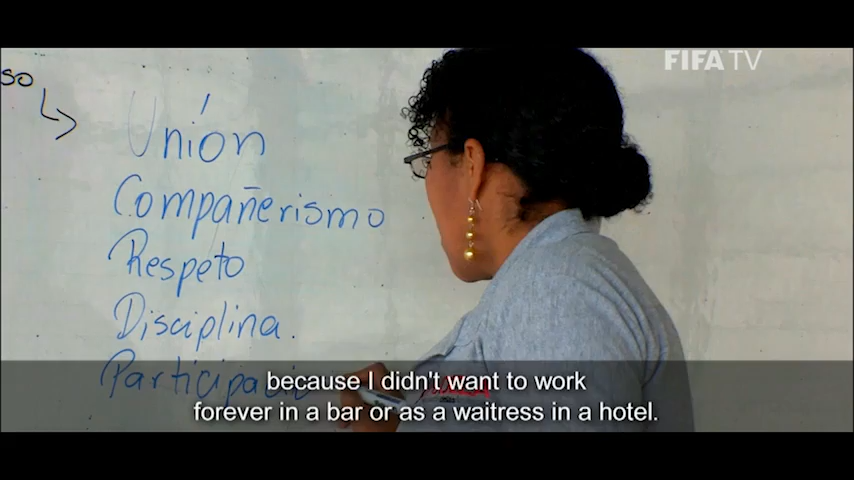 FIFA TV
so
Unión
Compañerismo
Respeto
Disciplina.
Participació
because I didn't want to work
forever in a bar or as a waitress in a hotel.